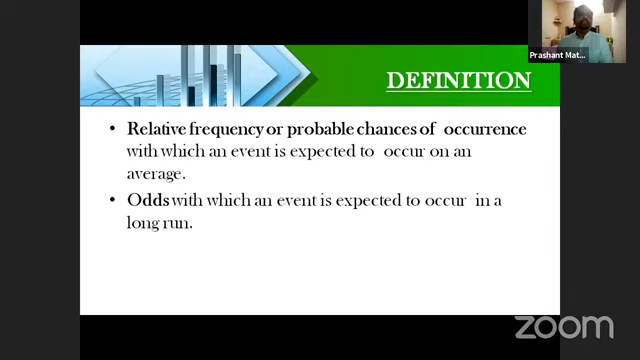 Prashant Mat...
DEFINITION
• Relative frequency or probable chances of occurrence
with which an event is expected to occur on an
average.
• Odds with which an event is expected to occur in a
long run.
zoom